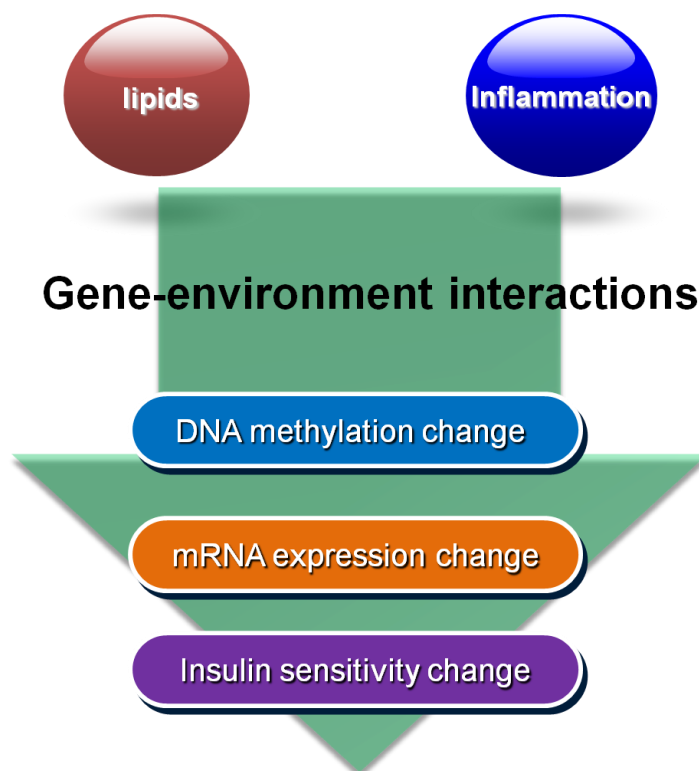 lipids
Inflammation
Gene-environment interactions
DNA methylation change
mRNA expression change
Insulin sensitivity change